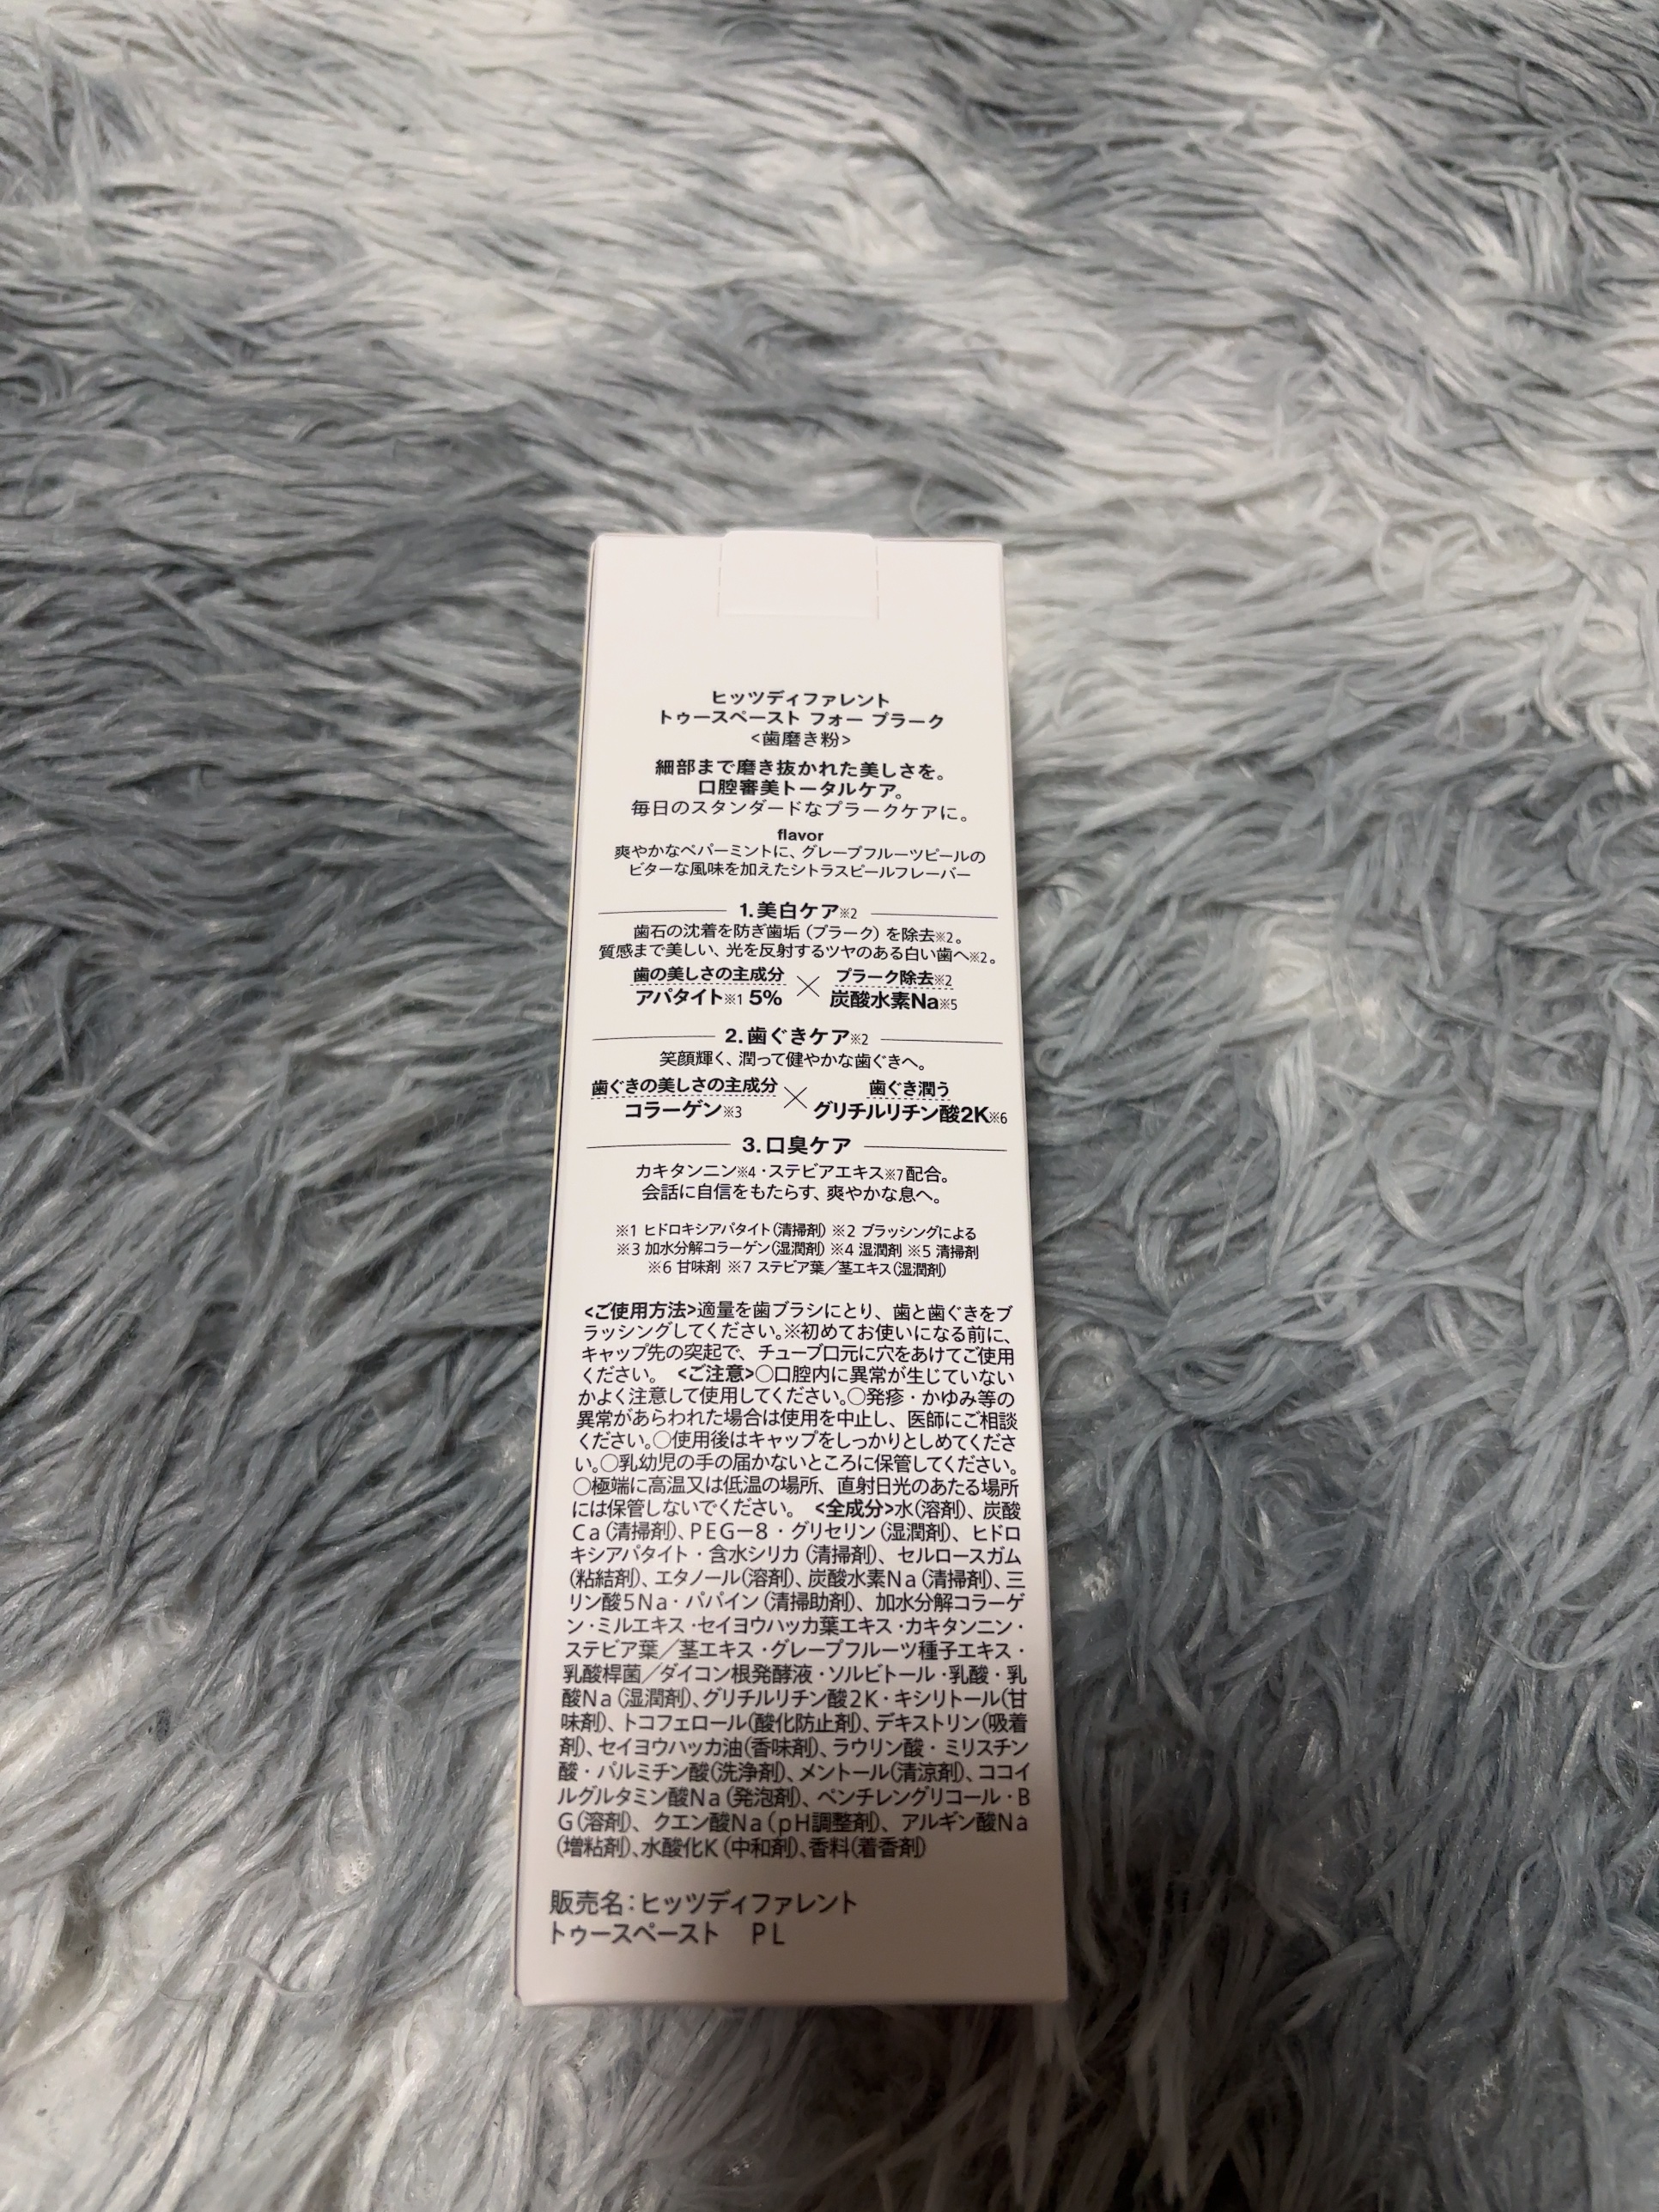 ヒッツディファレント
トゥースペースト フォー プラーク
<歯磨き粉>
細部まで磨き抜かれた美しさを。
口腔審美トータルケア。
毎日のスタンダードなプラークケアに。
flavor
爽やかなペパーミントに、グレープフルーツピールの
ビターな風味を加えたシトラスピールフレーバー
1.美白ケア※2
歯石の沈着を防ぎ歯垢（プラーク）を除去※2。
質感まで美しい、光を反射するツヤのある白い歯へ※2。
歯の美しさの主成分 × プラーク除去※2
アパタイト※1 5% 炭酸水素Na※5
2.歯ぐきケア※2
笑顔輝く、潤って健やかな歯ぐきへ。
歯ぐきの美しさの主成分 × 歯ぐき潤う
コラーゲン※3 グリチルリチン酸2K※6
3.口臭ケア
カキタンニン※4・ステビアエキス※7配合。
会話に自信をもたらす、爽やかな息へ。
※1 ヒドロキシアパタイト（清掃剤） ※2 ブラッシングによる
※3 加水分解コラーゲン（湿潤剤） ※4 湿潤剤 ※5 清掃剤
※6 甘味剤 ※7 ステビア葉／茎エキス（湿潤剤）
<ご使用方法>適量を歯ブラシにとり、歯と歯ぐきをブ
ラッシングしてください。※初めてお使いになる前に、
キャップ先の突起で、チューブ口元に穴をあけてご使用
ください。 <ご注意>○口腔内に異常が生じていない
かよく注意して使用してください。○発疹・かゆみ等の
異常があらわれた場合は使用を中止し、医師にご相談
ください。○使用後はキャップをしっかりとしめてくださ
い。○乳幼児の手の届かないところに保管してください。
○極端に高温又は低温の場所、直射日光のあたる場所
には保管しないでください。 <全成分>水（溶剤）、炭酸
Ca（清掃剤）、PEG－8・グリセリン（湿潤剤）、ヒドロ
キシアパタイト・含水シリカ（清掃剤）、セルロースガム
（粘結剤）、エタノール（溶剤）、炭酸水素Na（清掃剤）、三
リン酸5Na・パパイン（清掃助剤）、加水分解コラーゲ
ン・ミルエキス・セイヨウハッカ葉エキス・カキタンニン・
ステビア葉／茎エキス・グレープフルーツ種子エキス・
乳酸桿菌／ダイコン根発酵液・ソルビトール・乳酸・乳
酸Na（湿潤剤）、グリチルリチン酸2K・キシリトール（甘
味剤）、トコフェロール（酸化防止剤）、デキストリン（吸着
剤）、セイヨウハッカ油（香味剤）、ラウリン酸・ミリスチン
酸・パルミチン酸（洗浄剤）、メントール（清涼剤）、ココイ
ルグルタミン酸Na（発泡剤）、ペンチレングリコール・B
G（溶剤）、クエン酸Na（pH調整剤）、アルギン酸Na
（増粘剤）、水酸化K（中和剤）、香料（着香剤）
販売名：ヒッツディファレント
トゥースペースト PL